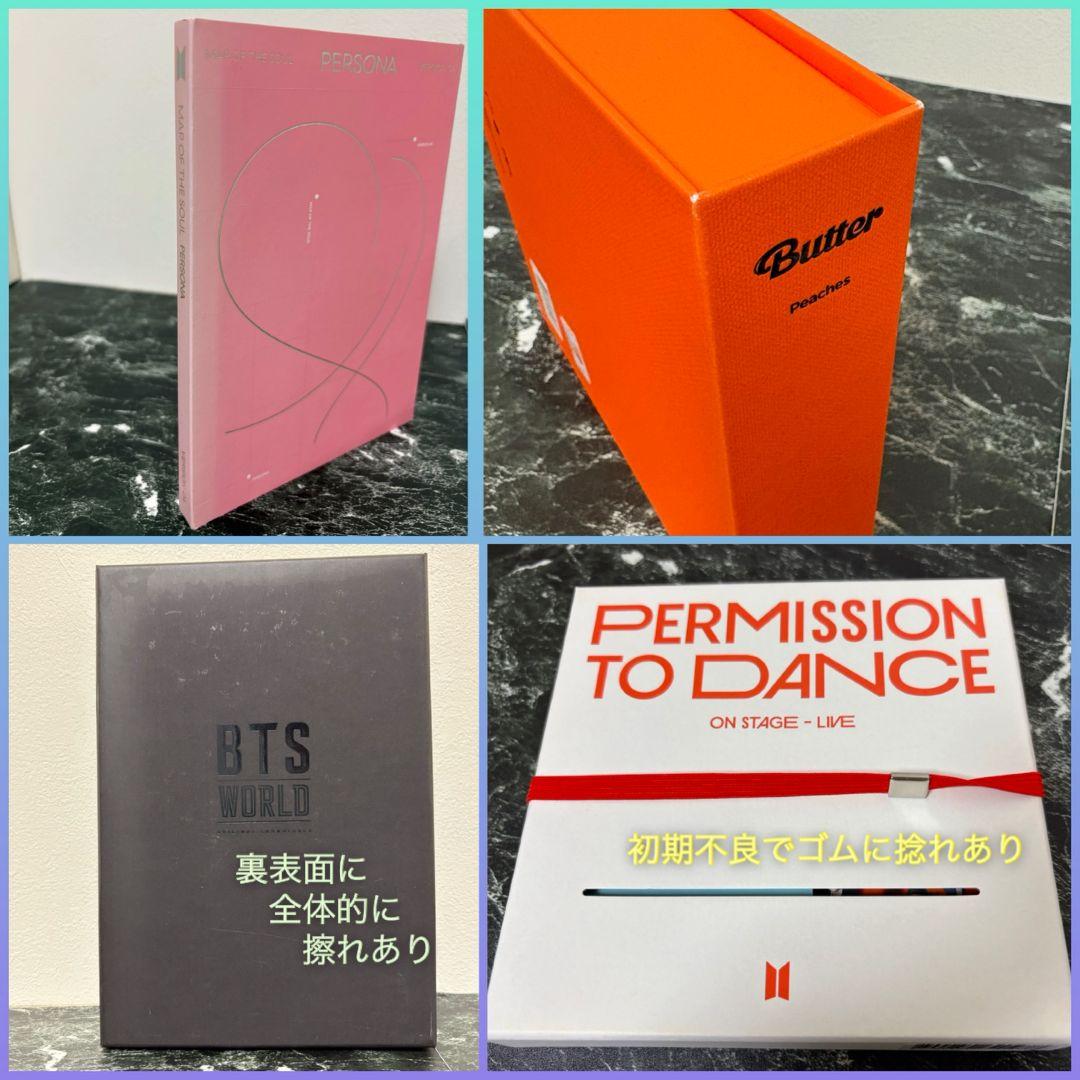 MAP OF THE SOUL PERSONA
MAP OF THE SOUL PERSONA
Butter
Peaches
BTS
WORLD
裏表面に
全体的に
擦れあり
PERMISSION
TO DANCE
ON STAGE - LIVE
初期不良でゴムに捻れあり